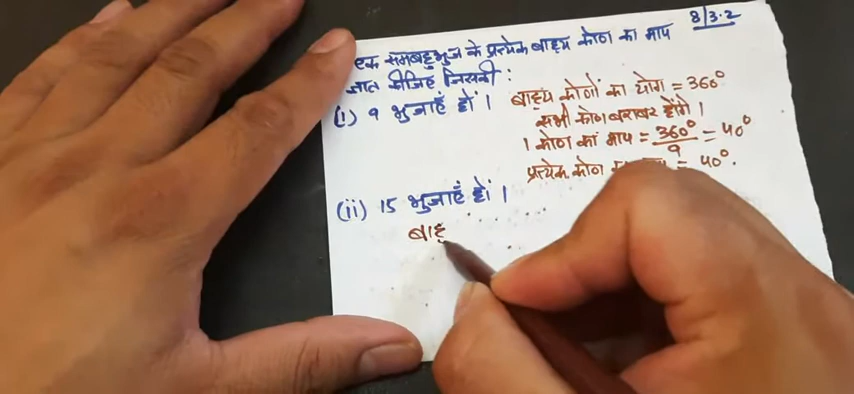 8/3.2
एक समबहुभुज के प्रत्येक बाह्य कोण का माप
ज्ञात कीजिए जिसकी :
(i) 9 भुजाएँ हों ।
बाह्य कोणों का योग = 360°
सभी कोण बराबर होंगे ।
1 कोण का माप = 360°/9 = 40°
प्रत्येक कोण = 40°.
(ii) 15 भुजाएँ हों ।
बाह